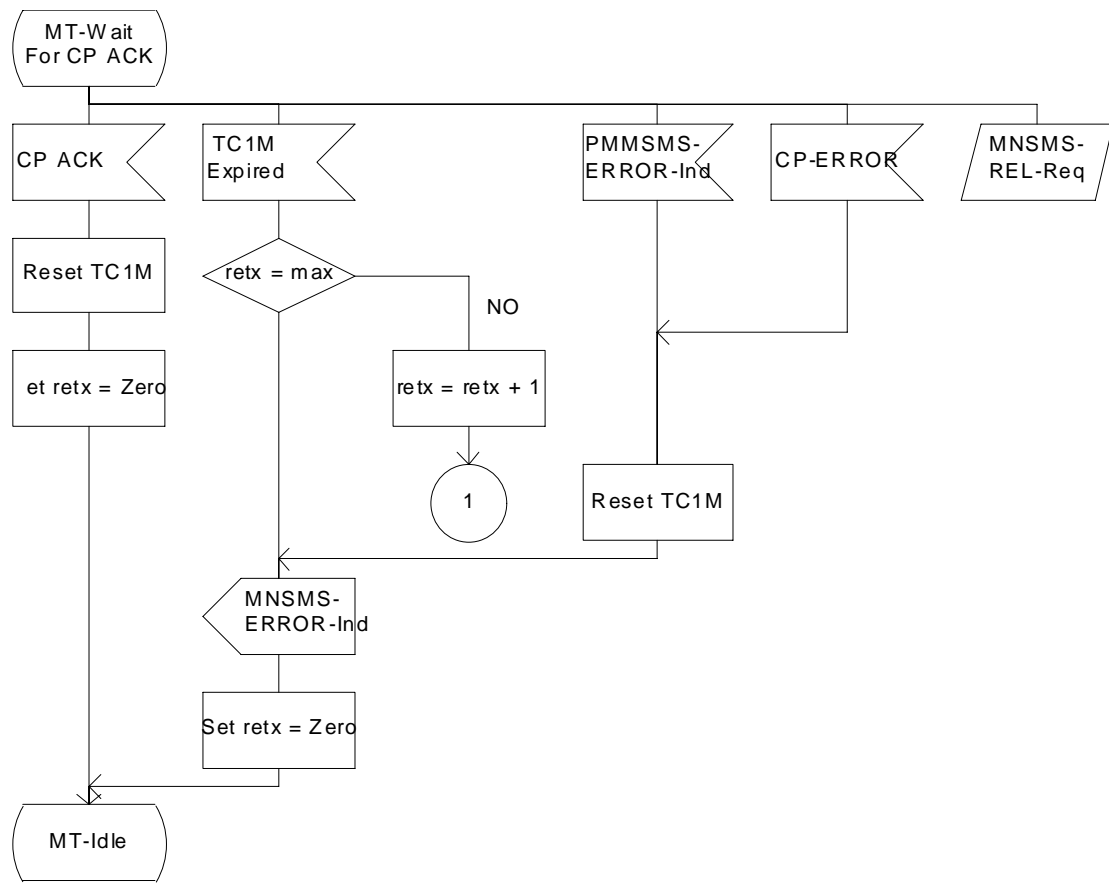 MT-Wait
For CP ACK
CP ACK
TC1M
Expired
PMMSMS-
ERROR-Ind
CP-ERROR
MNSMS-
REL-Req
Reset TC1M
retx = max
NO
et retx = Zero
retx = retx + 1
1
Reset TC1M
MNSMS-
ERROR-Ind
Set retx = Zero
MT-Idle